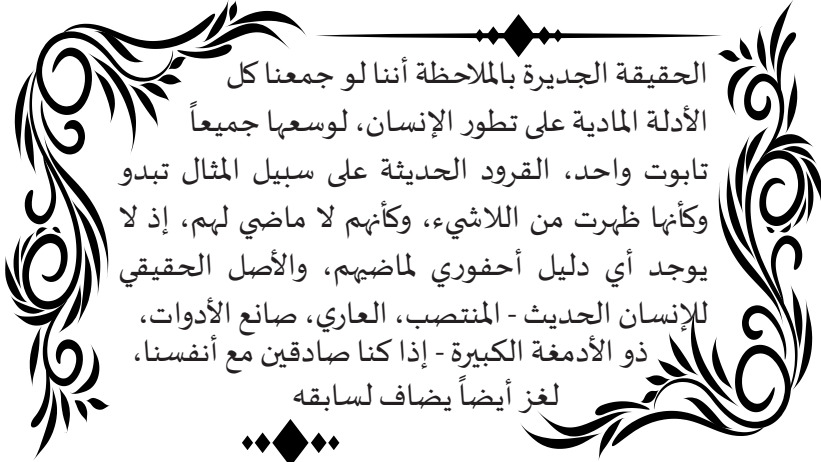 الحقيقة الجديرة بالملاحظة أننا لو جمعنا كل
الأدلة المادية على تطور الإنسان، لوسعها جميعاً
تابوت واحد، القرود الحديثة على سبيل المثال تبدو
وكأنها ظهرت من اللاشيء، وكأنهم لا ماضي لهم، إذ لا
يوجد أي دليل أحفوري لماضيهم، والأصل الحقيقي
للإنسان الحديث - المنتصب، العاري، صانع الأدوات،
ذو الأدمغة الكبيرة - إذا كنا صادقين مع أنفسنا،
لغز أيضاً يضاف لسابقه